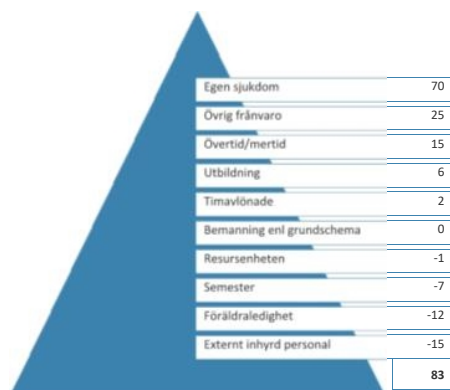 Egen sjukdom 70
Övrig frånvaro 25
Övertid/mertid 15
Utbildning 6
Timavlönade 2
Bemanning enl grundschema 0
Resursenheten -1
Semester -7
Föräldraledighet -12
Externt inhyrd personal -15
83